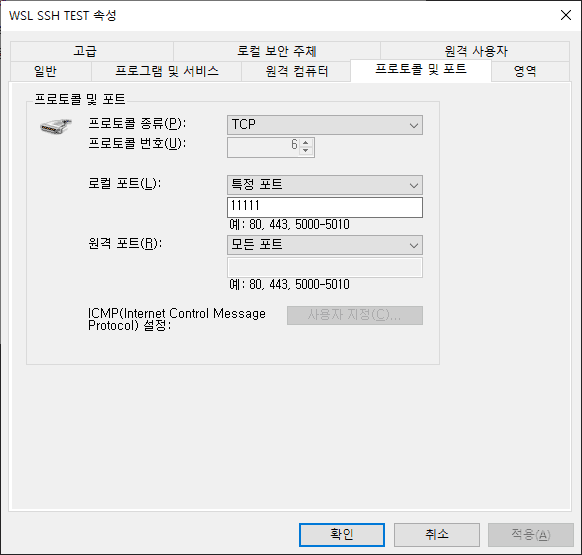 WSL SSH TEST 속성
고급
로컬 보안 주체
원격 사용자
일반
프로그램 및 서비스
원격 컴퓨터
프로토콜 및 포트
영역
프로토콜 및 포트
프로토콜 종류(P):
TCP
프로토콜 번호(U):
6
로컬 포트(L):
특정 포트
11111
예: 80, 443, 5000-5010
원격 포트(R):
모든 포트
예: 80, 443, 5000-5010
ICMP(Internet Control Message
Protocol) 설정:
사용자 지정(C)...
확인
취소
적용(A)